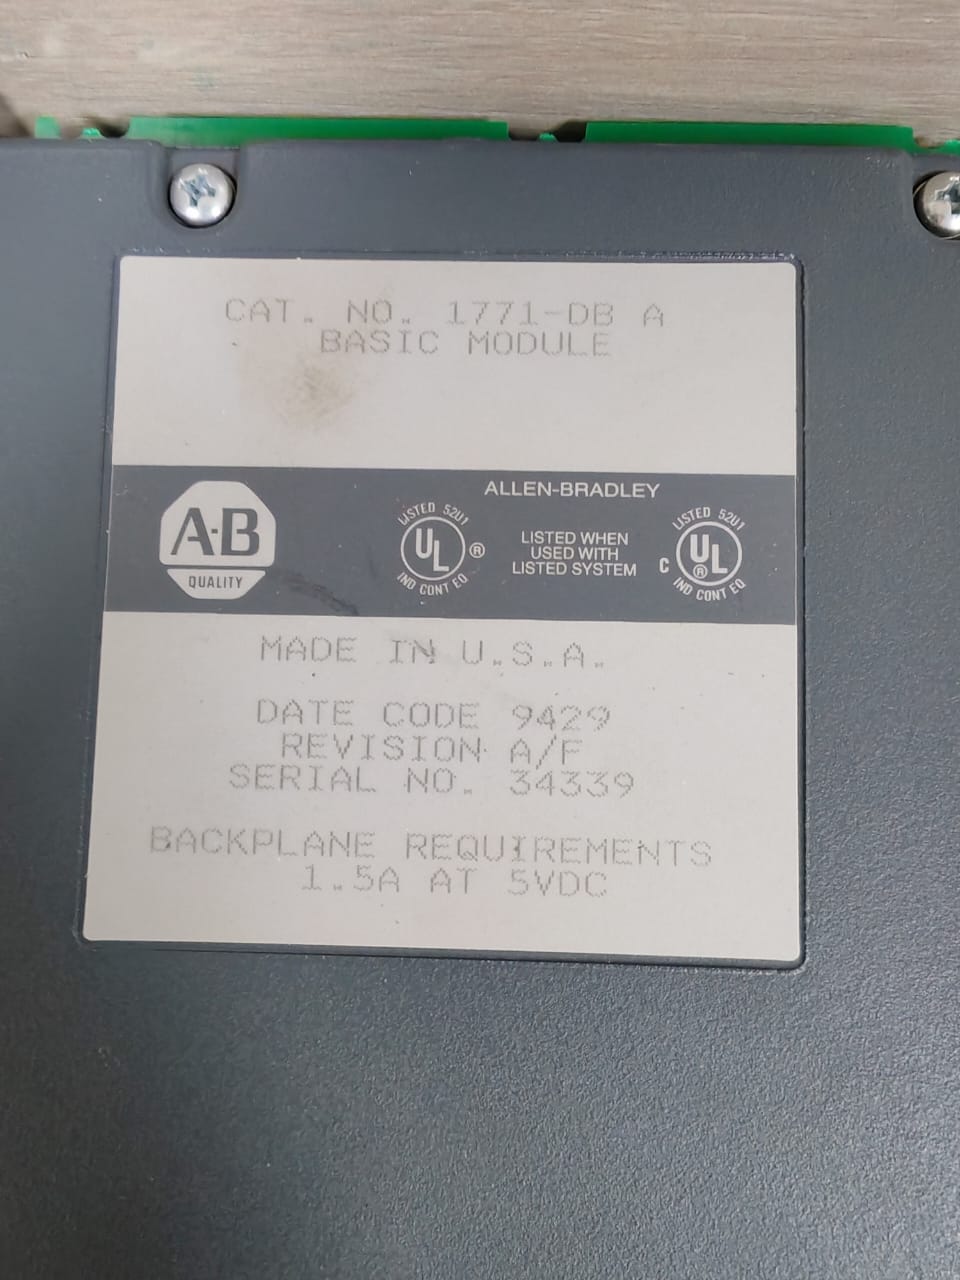 CAT. NO. 1771-DB A
BASIC MODULE
ALLEN-BRADLEY
A-B
QUALITY
LISTED 52U1
UL
®
IND CONT EQ
LISTED WHEN
USED WITH
LISTED SYSTEM
LISTED 52U1
C
UL
®
IND CONT EQ
MADE IN U.S.A.
DATE CODE 9429
REVISION A/F
SERIAL NO. 34339
BACKPLANE REQUIREMENTS
1.5A AT 5VDC